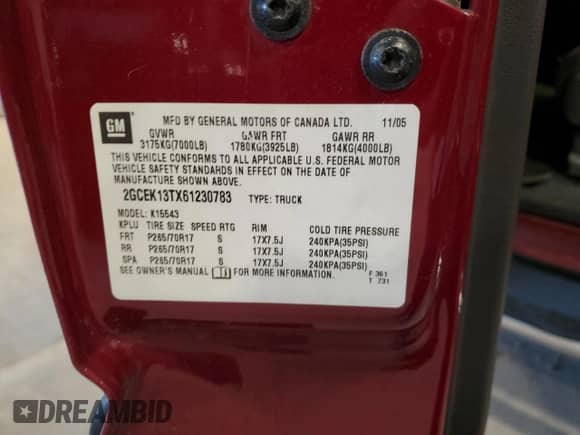 GM
MFD BY GENERAL MOTORS OF CANADA LTD. 11/05
GVWR GAWR FRT GAWR RR
3175KG(7000LB) 1780KG(3925LB) 1814KG(4000LB)
THIS VEHICLE CONFORMS TO ALL APPLICABLE U.S. FEDERAL MOTOR
VEHICLE SAFETY STANDARDS IN EFFECT ON THE DATE OF
MANUFACTURE SHOWN ABOVE.
2GCEK13TX61230783 TYPE: TRUCK
MODEL: K15543
KPLU TIRE SIZE SPEED RTG RIM COLD TIRE PRESSURE
FRT P265/70R17 S 17X7.5J 240KPA(35PSI)
RR P265/70R17 S 17X7.5J 240KPA(35PSI)
SPA P265/70R17 S 17X7.5J 240KPA(35PSI)
SEE OWNER'S MANUAL FOR MORE INFORMATION. F 361
T 731
DREAMBID